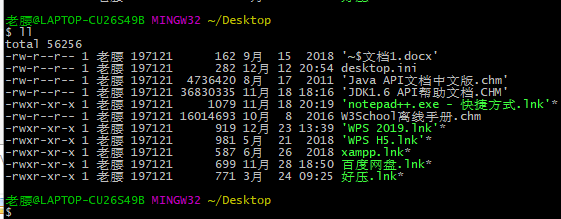 老腰@LAPTOP-CU26S49B MINGW32 ~/Desktop
$ ll
total 56256
-rw-r--r-- 1 老腰 197121      162 9月  15  2018 '~$文档1.docx'
-rw-r--r-- 1 老腰 197121      282 12月 12 20:54 desktop.ini
-rw-r--r-- 1 老腰 197121  4736420 8月  17  2011 'Java API文档中文版.chm'
-rw-r--r-- 1 老腰 197121 36830335 11月 18 18:16 'JDK1.6 API帮助文档.CHM'
-rwxr-xr-x 1 老腰 197121     1079 11月 18 20:19 'notepad++.exe - 快捷方式.lnk'*
-rw-r--r-- 1 老腰 197121 16014693 10月  8  2016 W3School离线手册.chm
-rwxr-xr-x 1 老腰 197121      919 12月 23 13:39 'WPS 2019.lnk'*
-rwxr-xr-x 1 老腰 197121      981 5月  21  2018 'WPS H5.lnk'*
-rwxr-xr-x 1 老腰 197121      587 6月  26  2018 xampp.lnk*
-rwxr-xr-x 1 老腰 197121      699 11月 28 18:50 百度网盘.lnk*
-rwxr-xr-x 1 老腰 197121      771 3月  24 09:25 好压.lnk*
老腰@LAPTOP-CU26S49B MINGW32 ~/Desktop
$